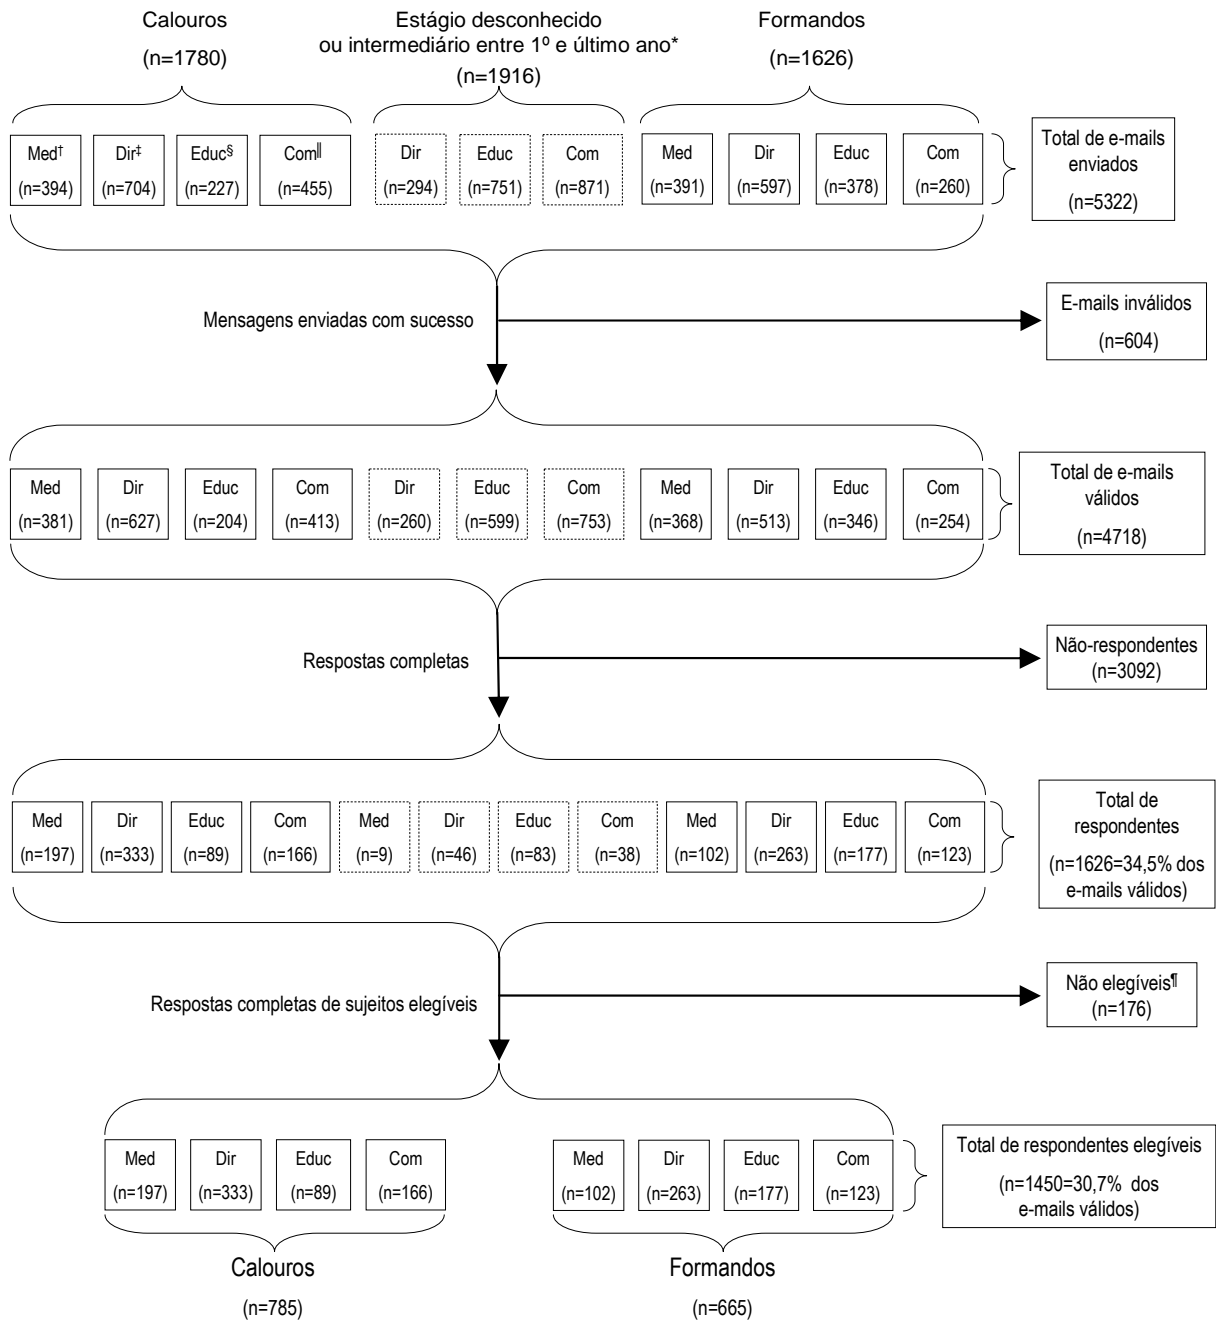 Calouros
(n=1780)
Estágio desconhecido
ou intermediário entre 1º e último ano*
(n=1916)
Formandos
(n=1626)
Med†
(n=394)
Dir‡
(n=704)
Educ§
(n=227)
Com‖
(n=455)
Dir
(n=294)
Educ
(n=751)
Com
(n=871)
Med
(n=391)
Dir
(n=597)
Educ
(n=378)
Com
(n=260)
Total de e-mails
enviados
(n=5322)
Mensagens enviadas com sucesso
E-mails inválidos
(n=604)
Med
(n=381)
Dir
(n=627)
Educ
(n=204)
Com
(n=413)
Dir
(n=260)
Educ
(n=599)
Com
(n=753)
Med
(n=368)
Dir
(n=513)
Educ
(n=346)
Com
(n=254)
Total de e-mails
válidos
(n=4718)
Respostas completas
Não-respondentes
(n=3092)
Med
(n=197)
Dir
(n=333)
Educ
(n=89)
Com
(n=166)
Med
(n=9)
Dir
(n=46)
Educ
(n=83)
Com
(n=38)
Med
(n=102)
Dir
(n=263)
Educ
(n=177)
Com
(n=123)
Total de
respondentes
(n=1626=34,5% dos
e-mails válidos)
Respostas completas de sujeitos elegíveis
Não elegíveis¶
(n=176)
Med
(n=197)
Dir
(n=333)
Educ
(n=89)
Com
(n=166)
Med
(n=102)
Dir
(n=263)
Educ
(n=177)
Com
(n=123)
Total de respondentes elegíveis
(n=1450=30,7% dos
e-mails válidos)
Calouros
(n=785)
Formandos
(n=665)